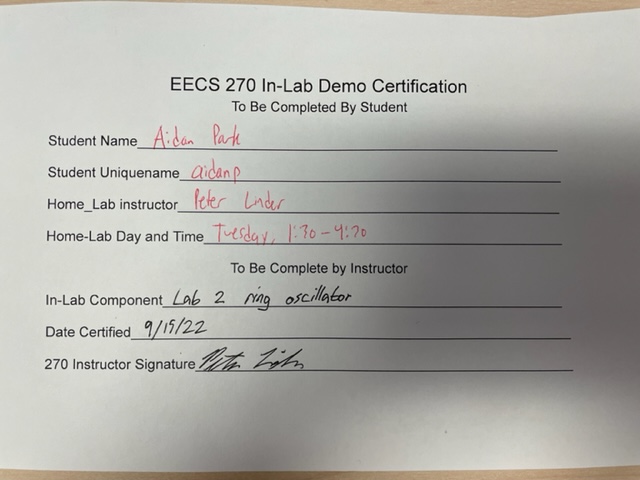 EECS 270 In-Lab Demo Certification
To Be Completed By Student
Student Name Aidan Park
Student Uniquename aidanp
Home_Lab instructor Peter Linder
Home-Lab Day and Time Tuesday, 1:30-4:30
To Be Complete by Instructor
In-Lab Component Lab 2 ring oscillator
Date Certified 9/15/22
270 Instructor Signature